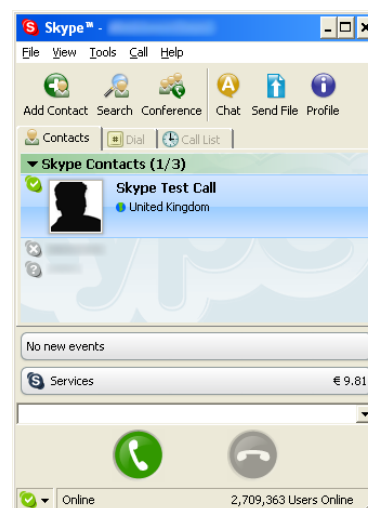 Skype™ -
File View Tools Call Help
Add Contact Search Conference Chat Send File Profile
Contacts Dial Call List
Skype Contacts (1/3)
Skype Test Call
United Kingdom
No new events
Services € 9.81
Online 2,709,363 Users Online